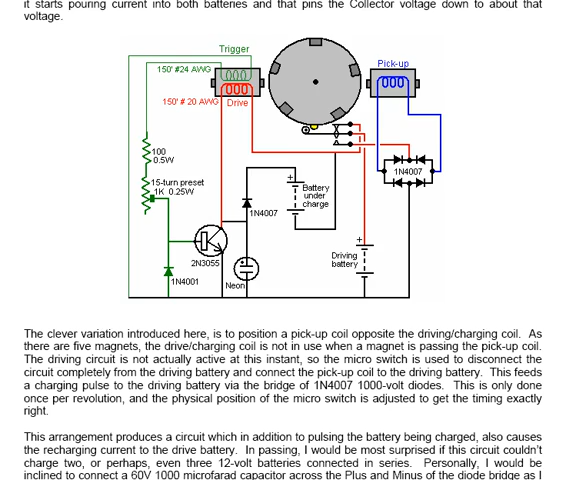 it starts pouring current into both batteries and that pins the Collector voltage down to about that
voltage.
Trigger
150' #24 AWG
Pick-up
150' # 20 AWG
Drive
100
0.5W
15-turn preset
1K 0.25W
1N4007
Battery
under
charge
1N4007
2N3055
Driving
battery
1N4001
Neon
The clever variation introduced here, is to position a pick-up coil opposite the driving/charging coil. As
there are five magnets, the drive/charging coil is not in use when a magnet is passing the pick-up coil.
The driving circuit is not actually active at this instant, so the micro switch is used to disconnect the
circuit completely from the driving battery and connect the pick-up coil to the driving battery. This feeds
a charging pulse to the driving battery via the bridge of 1N4007 1000-volt diodes. This is only done
once per revolution, and the physical position of the micro switch is adjusted to get the timing exactly
right.
This arrangement produces a circuit which in addition to pulsing the battery being charged, also causes
the recharging current to the drive battery. In passing, I would be most surprised if this circuit couldn't
charge two, or perhaps, even three 12-volt batteries connected in series. Personally, I would be
inclined to connect a 60V 1000 microfarad capacitor across the Plus and Minus of the diode bridge as I